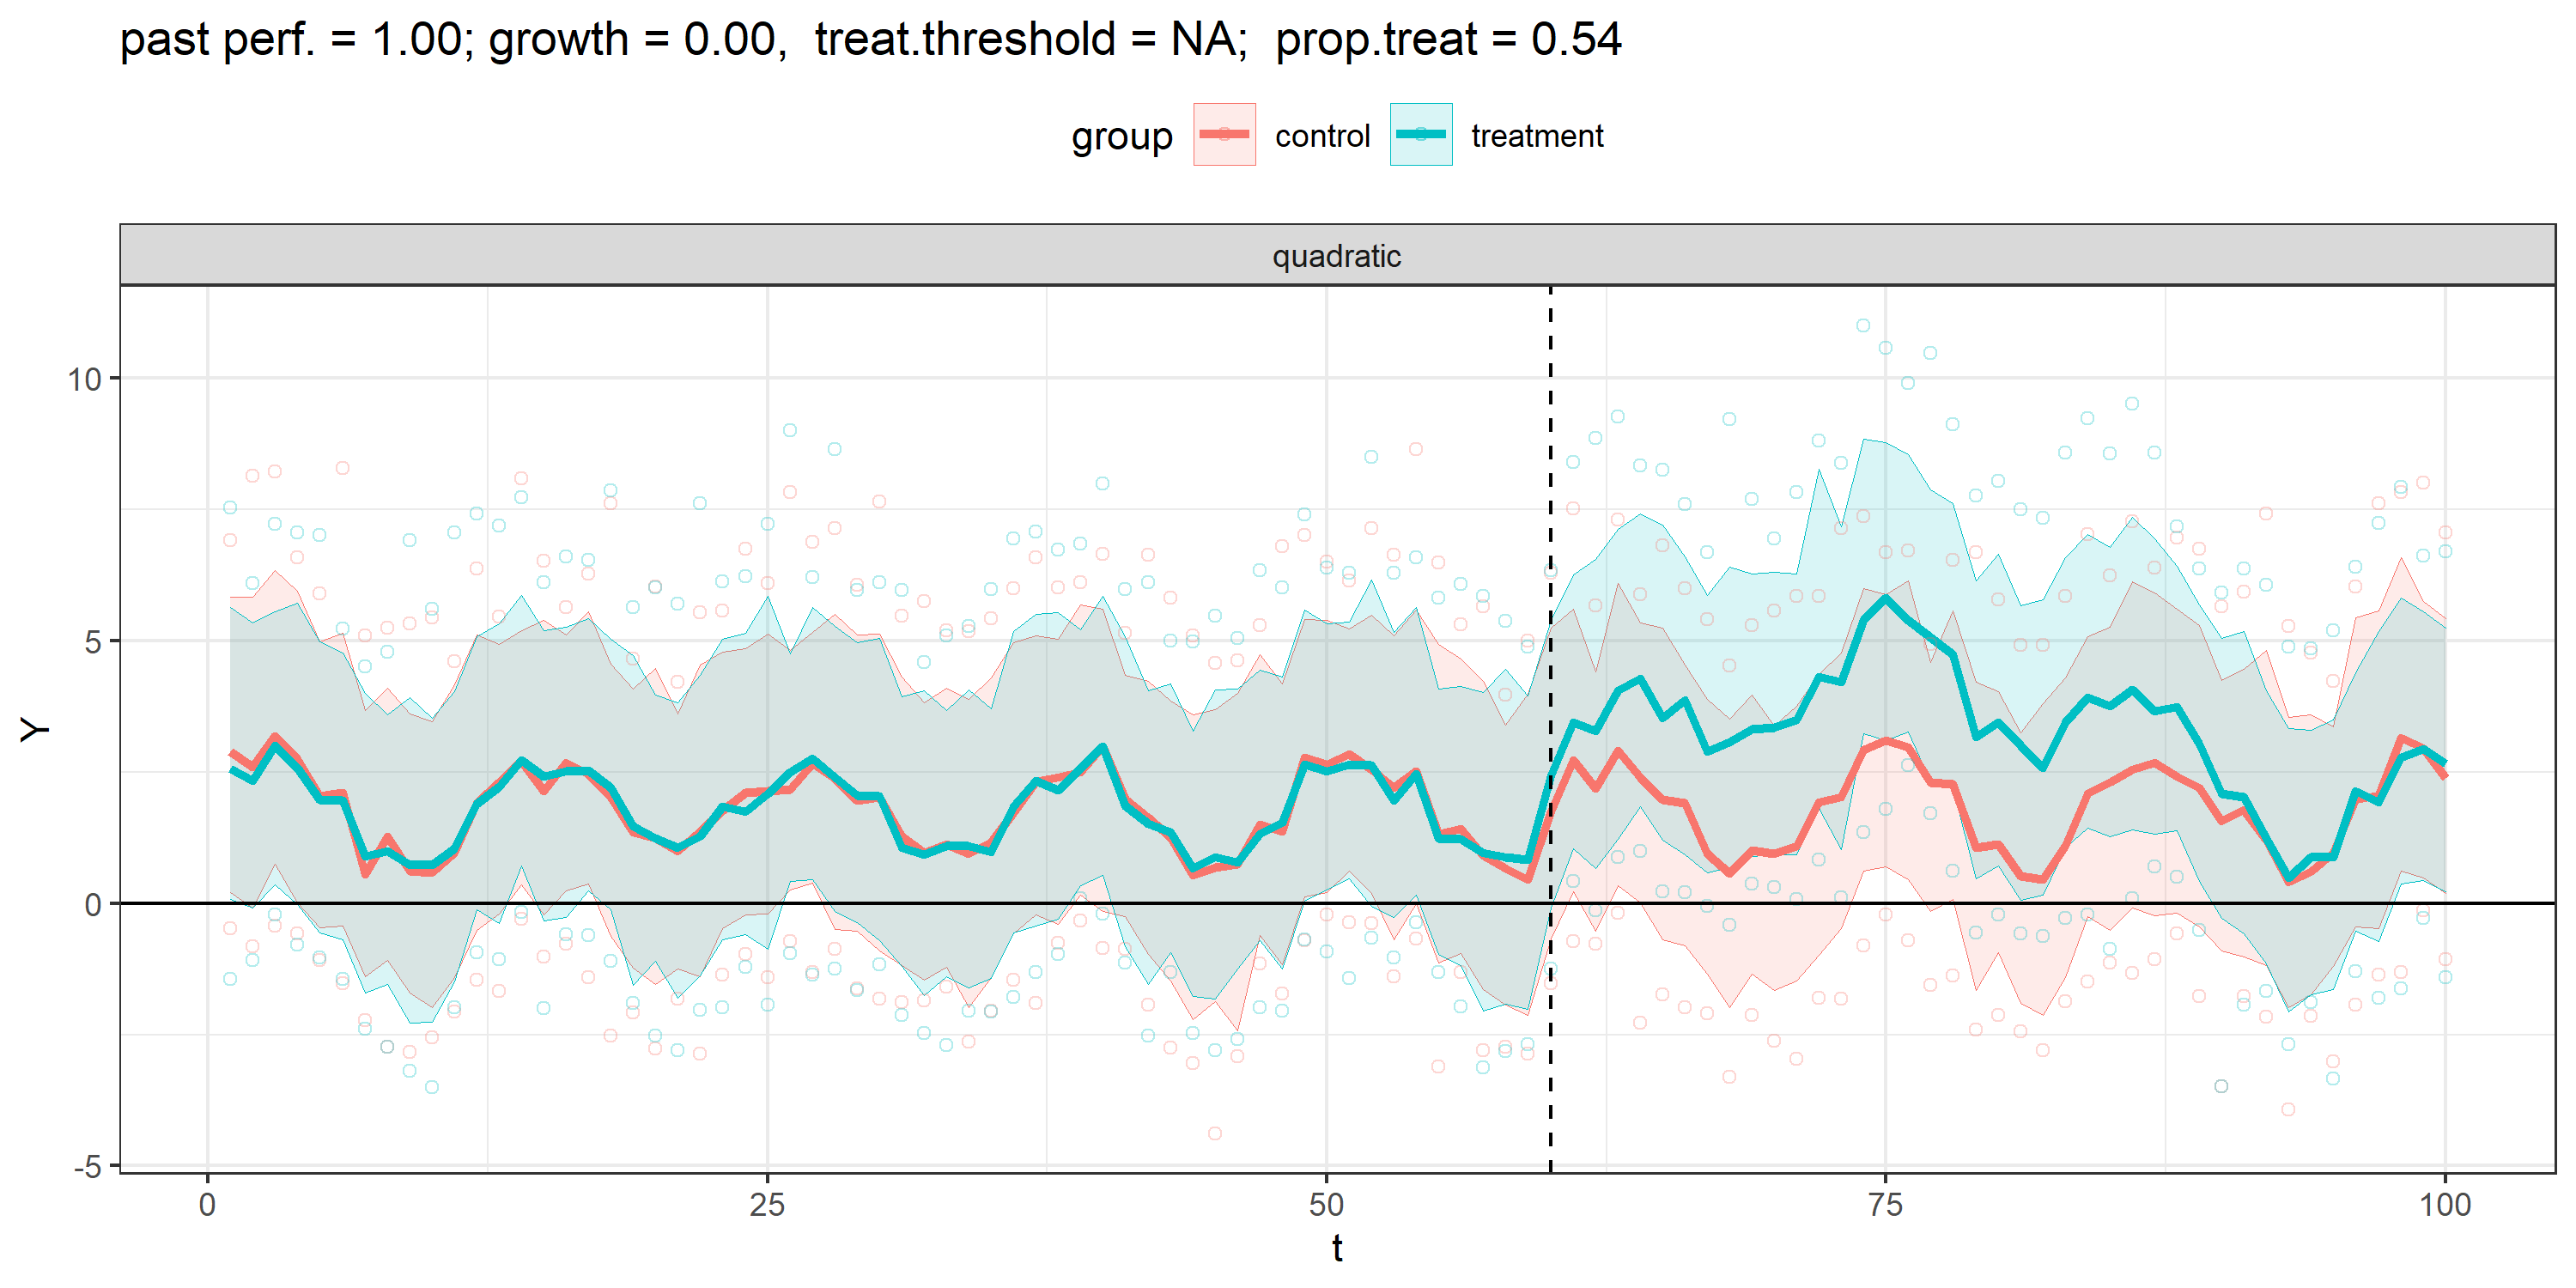 past perf. = 1.00; growth = 0.00,  treat.threshold = NA;  prop.treat = 0.54
group control treatment
quadratic
Y
10
5
0
-5
0 25 50 75 100
t